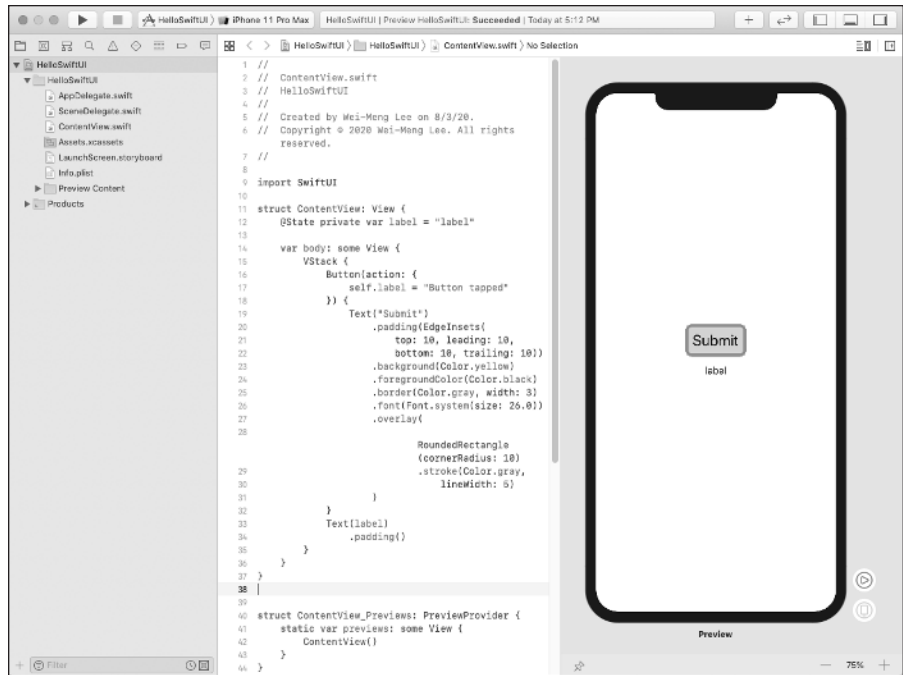 HelloSwiftUI 〉 iPhone 11 Pro Max
HelloSwiftUI | Preview HelloSwiftUI: Succeeded | Today at 5:12 PM
HelloSwiftUI 〉 HelloSwiftUI 〉 ContentView.swift 〉 No Selection
HelloSwiftUI
HelloSwiftUI
AppDelegate.swift
SceneDelegate.swift
ContentView.swift
Assets.xcassets
LaunchScreen.storyboard
Info.plist
Preview Content
Products
Filter
1 //
2 // ContentView.swift
3 // HelloSwiftUI
4 //
5 // Created by Wei-Meng Lee on 8/3/20.
6 // Copyright © 2020 Wei-Meng Lee. All rights
reserved.
7 //
8
9 import SwiftUI
10
11 struct ContentView: View {
12 @State private var label = "label"
13
14 var body: some View {
15 VStack {
16 Button(action: {
17 self.label = "Button tapped"
18 }) {
19 Text("Submit")
20 .padding(EdgeInsets(
21 top: 10, leading: 10,
22 bottom: 10, trailing: 10))
23 .background(Color.yellow)
24 .foregroundColor(Color.black)
25 .border(Color.gray, width: 3)
26 .font(Font.system(size: 26.0))
27 .overlay(
28
RoundedRectangle
(cornerRadius: 10)
29 .stroke(Color.gray,
30 lineWidth: 5)
31 )
32 }
33 Text(label)
34 .padding()
35 }
36 }
37 }
38
39
40 struct ContentView_Previews: PreviewProvider {
41 static var previews: some View {
42 ContentView()
43 }
44 }
Submit
label
Preview
75%